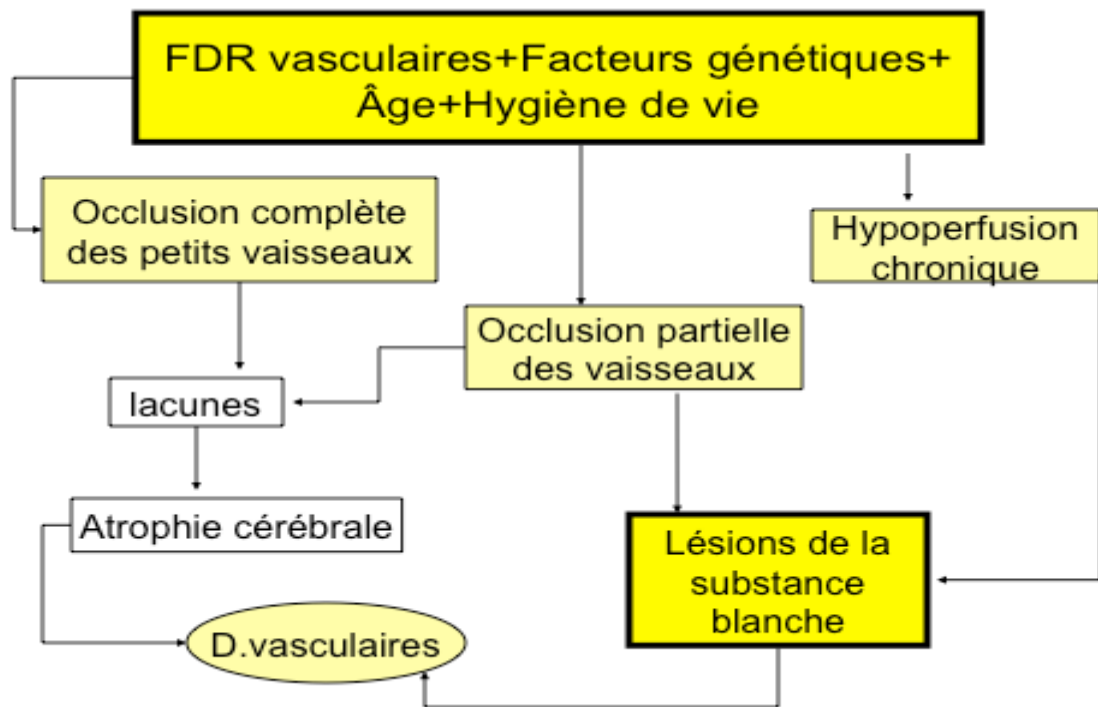 FDR vasculaires+Facteurs génétiques+
Âge+Hygiène de vie
Occlusion complète
des petits vaisseaux
Hypoperfusion
chronique
Occlusion partielle
des vaisseaux
lacunes
Atrophie cérébrale
Lésions de la
substance
blanche
D.vasculaires